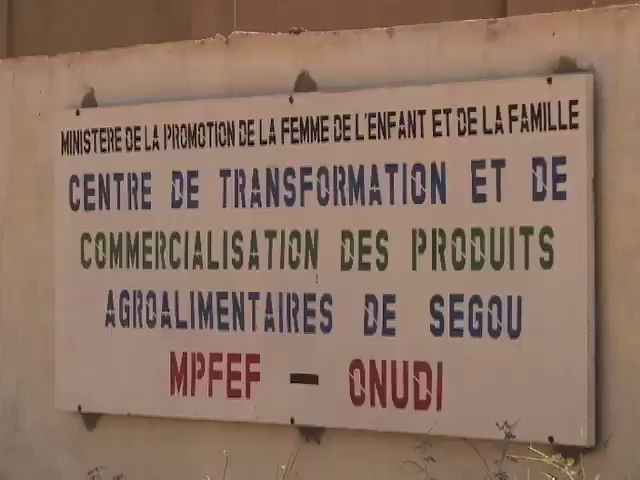 MINISTERE DE LA PROMOTION DE LA FEMME DE L'ENFANT ET DE LA FAMILLE
CENTRE DE TRANSFORMATION ET DE
COMMERCIALISATION DES PRODUITS
AGROALIMENTAIRES DE SEGOU
MPFEF - ONUDI